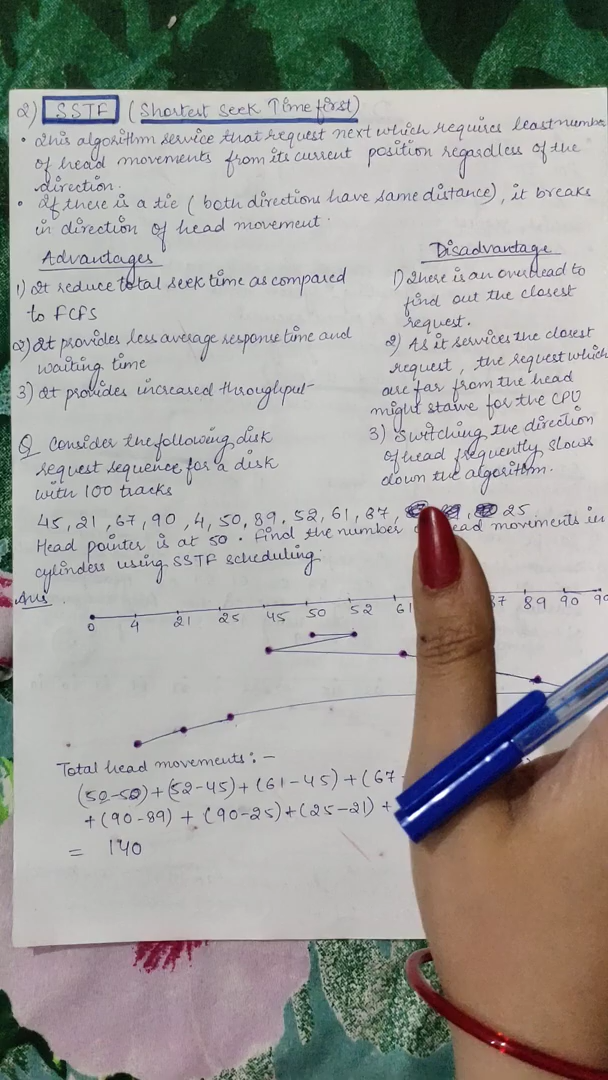 2) SSTF (Shortest Seek Time first)
• This algorithm service that request next which requires least number
of head movements from its current position regardless of the
direction.
• If there is a tie (both directions have same distance), it breaks
in direction of head movement.
Advantages
1) It reduce total seek time as compared
to FCFS
2) It provides less average response time and
waiting time
3) It provides increased throughput
Disadvantage
1) There is an overhead to
find out the closest
request.
2) As it services the closest
request, the request which
are far from the head
might starve for the CPU
3) Switching the direction
of head frequently slows
down the algorithm.
Q Consider the following disk
request sequence for a disk
with 100 tracks
45, 21, 67, 90, 4, 50, 89, 52, 61, 87, 25
Head pointer is at 50. Find the number head movements in
cylinders using SSTF scheduling.
Ans.
0 4 21 25 45 50 52 61 87 89 90
Total head movements :-
(52-50)+(52-45)+(61-45)+(67
+(90-89) + (90-25)+(25-21)+
= 140